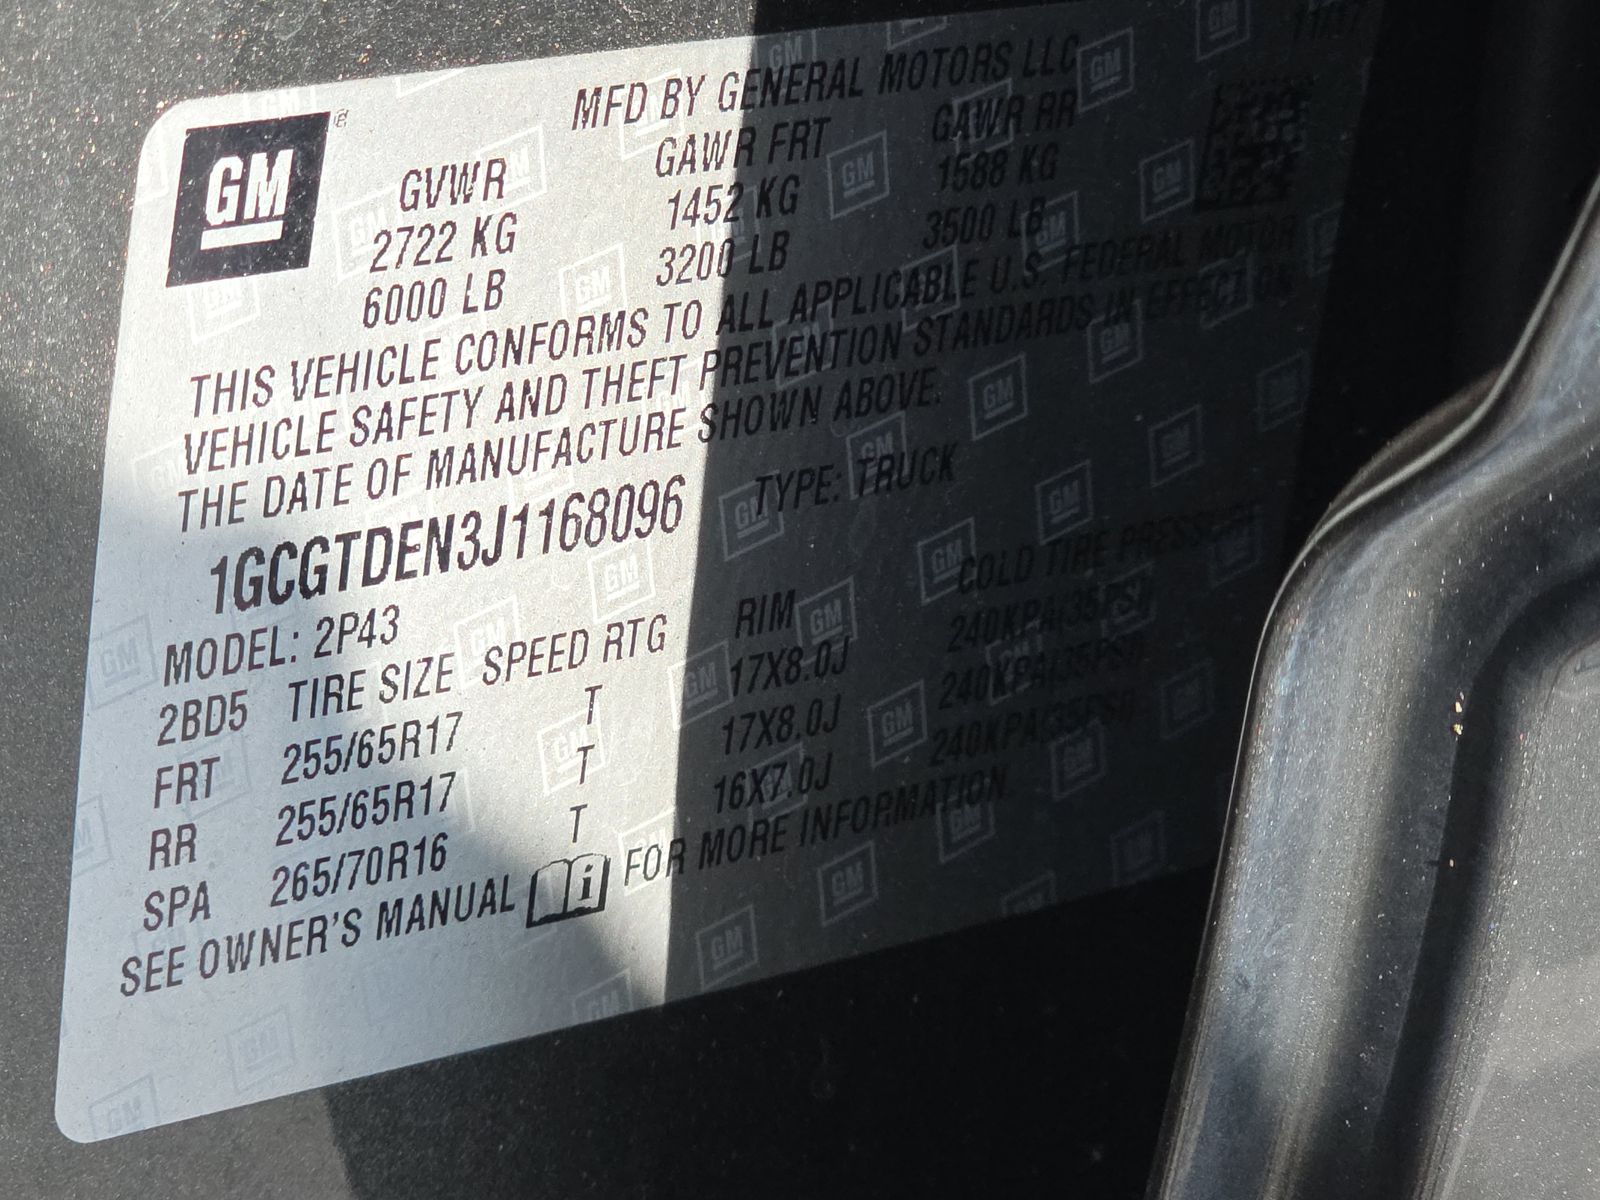 GM
MFD BY GENERAL MOTORS LLC
GVWR GAWR FRT GAWR RR
2722 KG 1452 KG 1588 KG
6000 LB 3200 LB 3500 LB
THIS VEHICLE CONFORMS TO ALL APPLICABLE U.S. FEDERAL MOTOR
VEHICLE SAFETY AND THEFT PREVENTION STANDARDS IN EFFECT ON
THE DATE OF MANUFACTURE SHOWN ABOVE.
1GCGTDEN3J1168096 TYPE: TRUCK
MODEL: 2P43
2BD5 TIRE SIZE SPEED RTG RIM COLD TIRE PRESSURE
FRT 255/65R17 T 17X8.0J 240KPA(35PSI)
RR 255/65R17 T 17X8.0J 240KPA(35PSI)
SPA 265/70R16 T 16X7.0J 240KPA(35PSI)
SEE OWNER'S MANUAL FOR MORE INFORMATION.